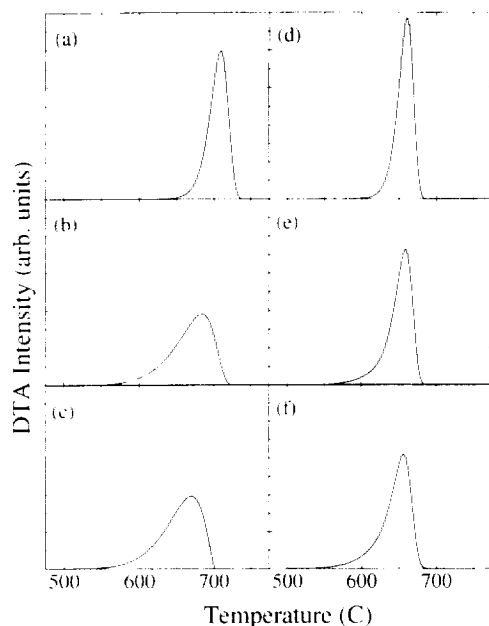 (a)
(d)
(b)
(e)
(c)
(f)
DTA Intensity (arb. units)
500 600 700 500 600 700
Temperature (C)